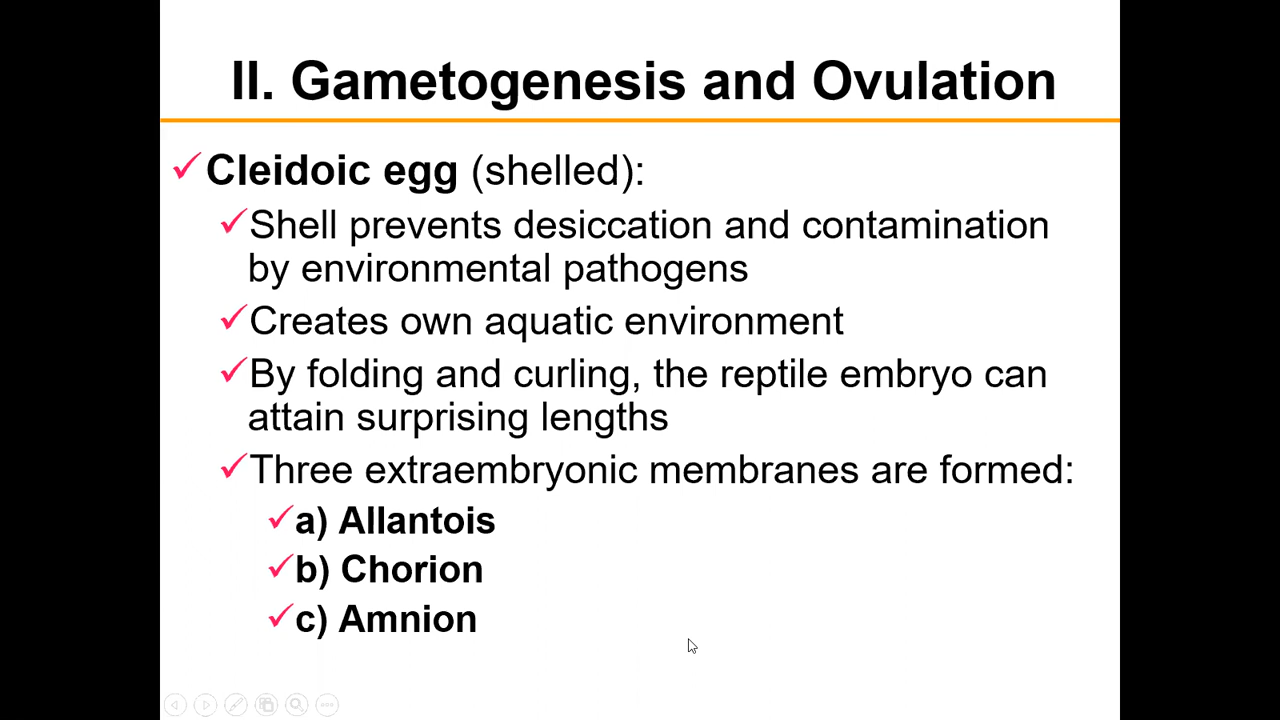 II. Gametogenesis and Ovulation
✓Cleidoic egg (shelled):
✓Shell prevents desiccation and contamination
by environmental pathogens
✓Creates own aquatic environment
✓By folding and curling, the reptile embryo can
attain surprising lengths
✓Three extraembryonic membranes are formed:
✓a) Allantois
✓b) Chorion
✓c) Amnion